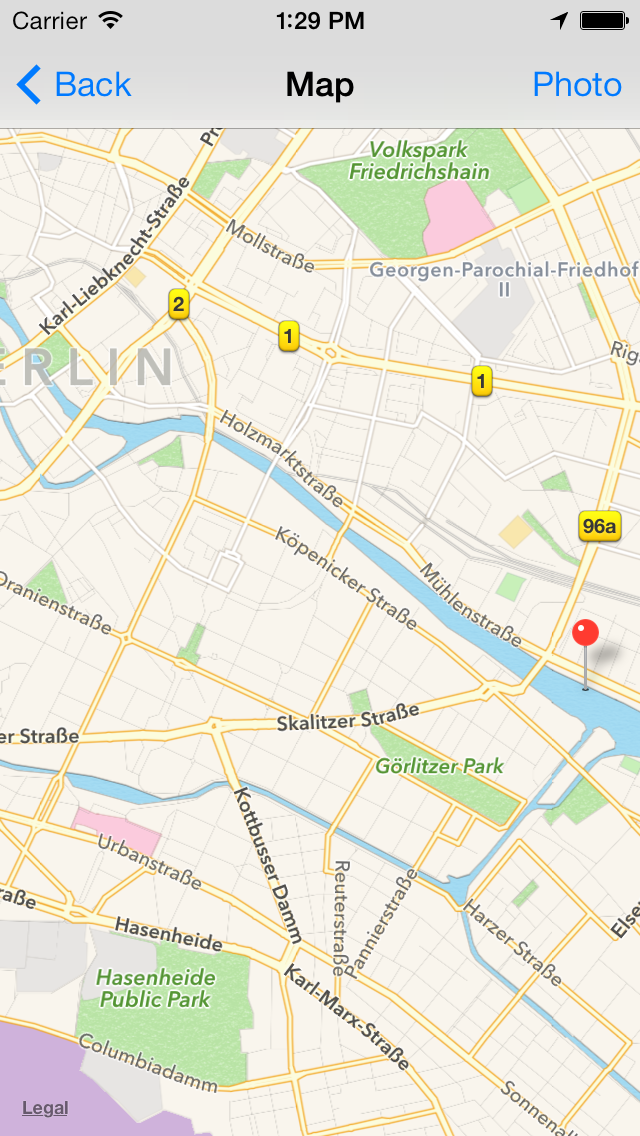 Carrier 1:29 PM
Back Map Photo
Volkspark
Friedrichshain
Karl-Liebknecht-Straße
Mollstraße
Georgen-Parochial-Friedhof
II
2
1
1
ERLIN
Holzmarktstraße
96a
Köpenicker Straße
Mühlenstraße
Oranienstraße
Skalitzer Straße
er Straße
Görlitzer Park
Kottbusser Damm
Urbanstraße
Reuterstraße
Pannierstraße
raße
Hasenheide
Harzer Straße
Hasenheide
Public Park
Karl-Marx-Straße
Columbiadamm
Legal